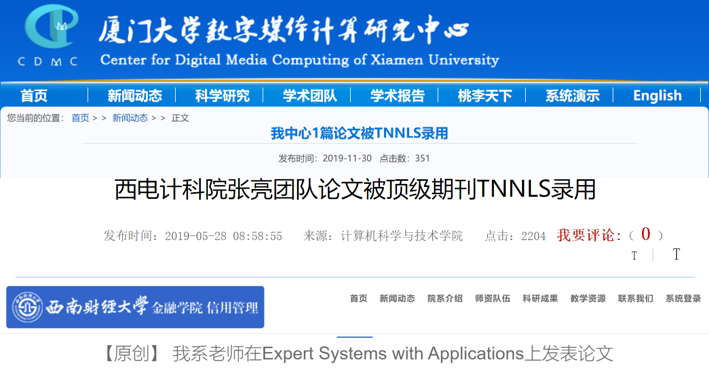 厦门大学数字媒体计算研究中心
CDMC
Center for Digital Media Computing of Xiamen University
首页 新闻动态 科学研究 学术团队 学术报告 桃李天下 系统演示 English
您当前的位置： 首页 > > 新闻动态 > > 正文
我中心1篇论文被TNNLS录用
发布时间：2019-11-30 点击数：351
西电计科院张亮团队论文被顶级期刊TNNLS录用
发布时间：2019-05-28 08:58:55 来源：计算机科学与技术学院 点击：2204 我要评论:（ 0 ）
T | T
西南财经大学 金融学院 信用管理
首页 新闻动态 院系介绍 师资队伍 科研成果 教学资源 联系我们 系统登录
【原创】 我系老师在Expert Systems with Applications上发表论文